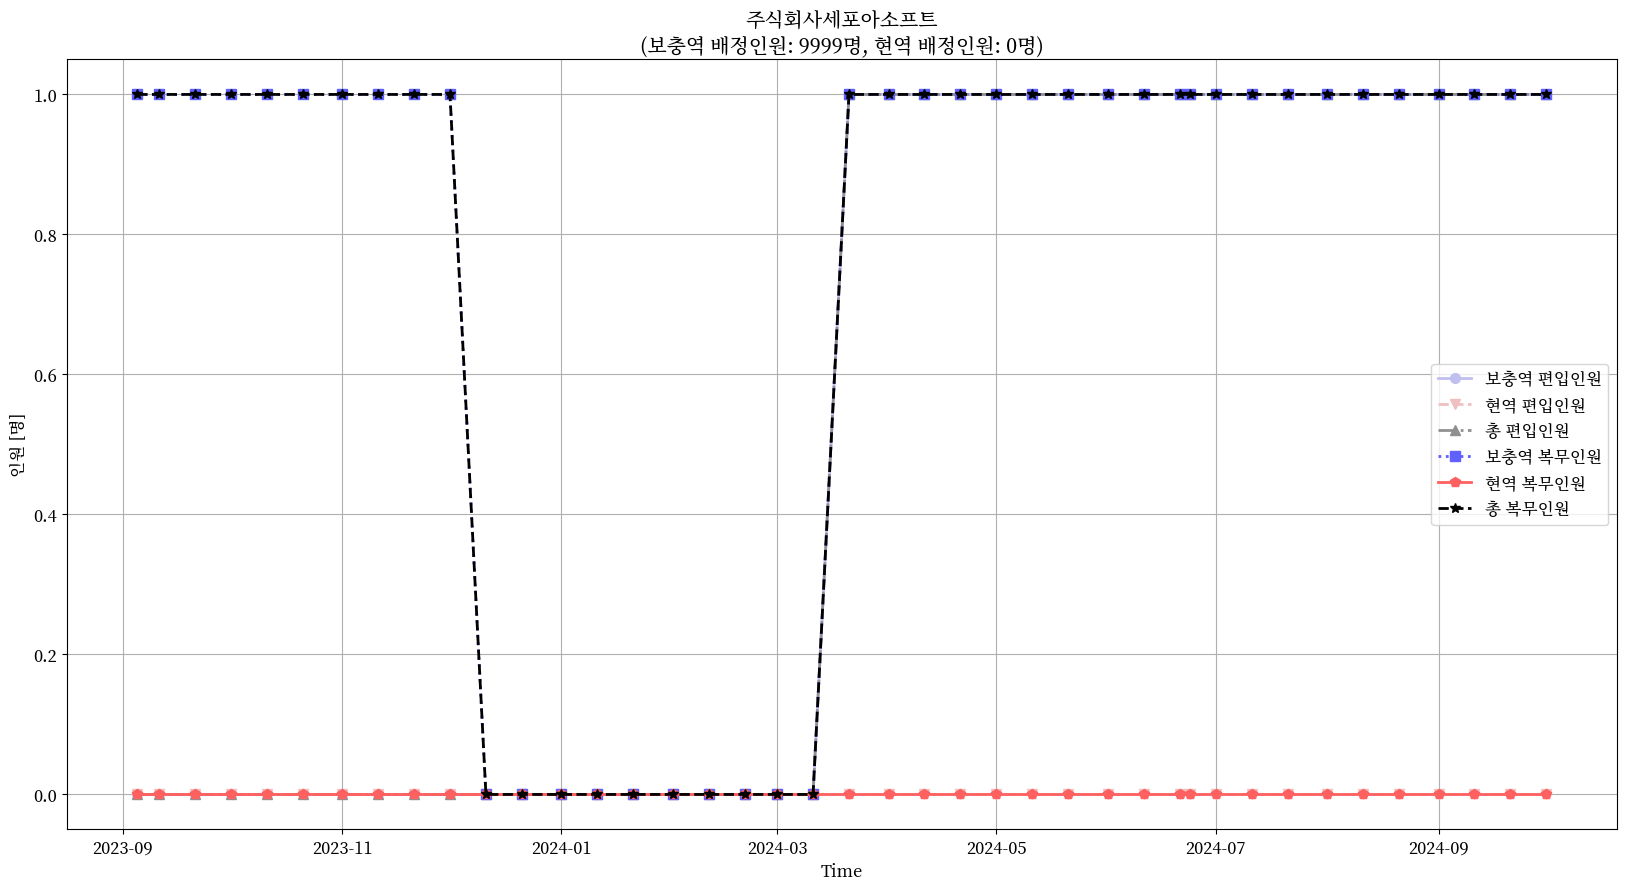 주식회사세포아소프트
(보충역 배정인원: 9999명, 현역 배정인원: 0명)
인원 [명]
1.0
0.8
0.6
0.4
0.2
0.0
보충역 편입인원
현역 편입인원
총 편입인원
보충역 복무인원
현역 복무인원
총 복무인원
2023-09
2023-11
2024-01
2024-03
2024-05
2024-07
2024-09
Time